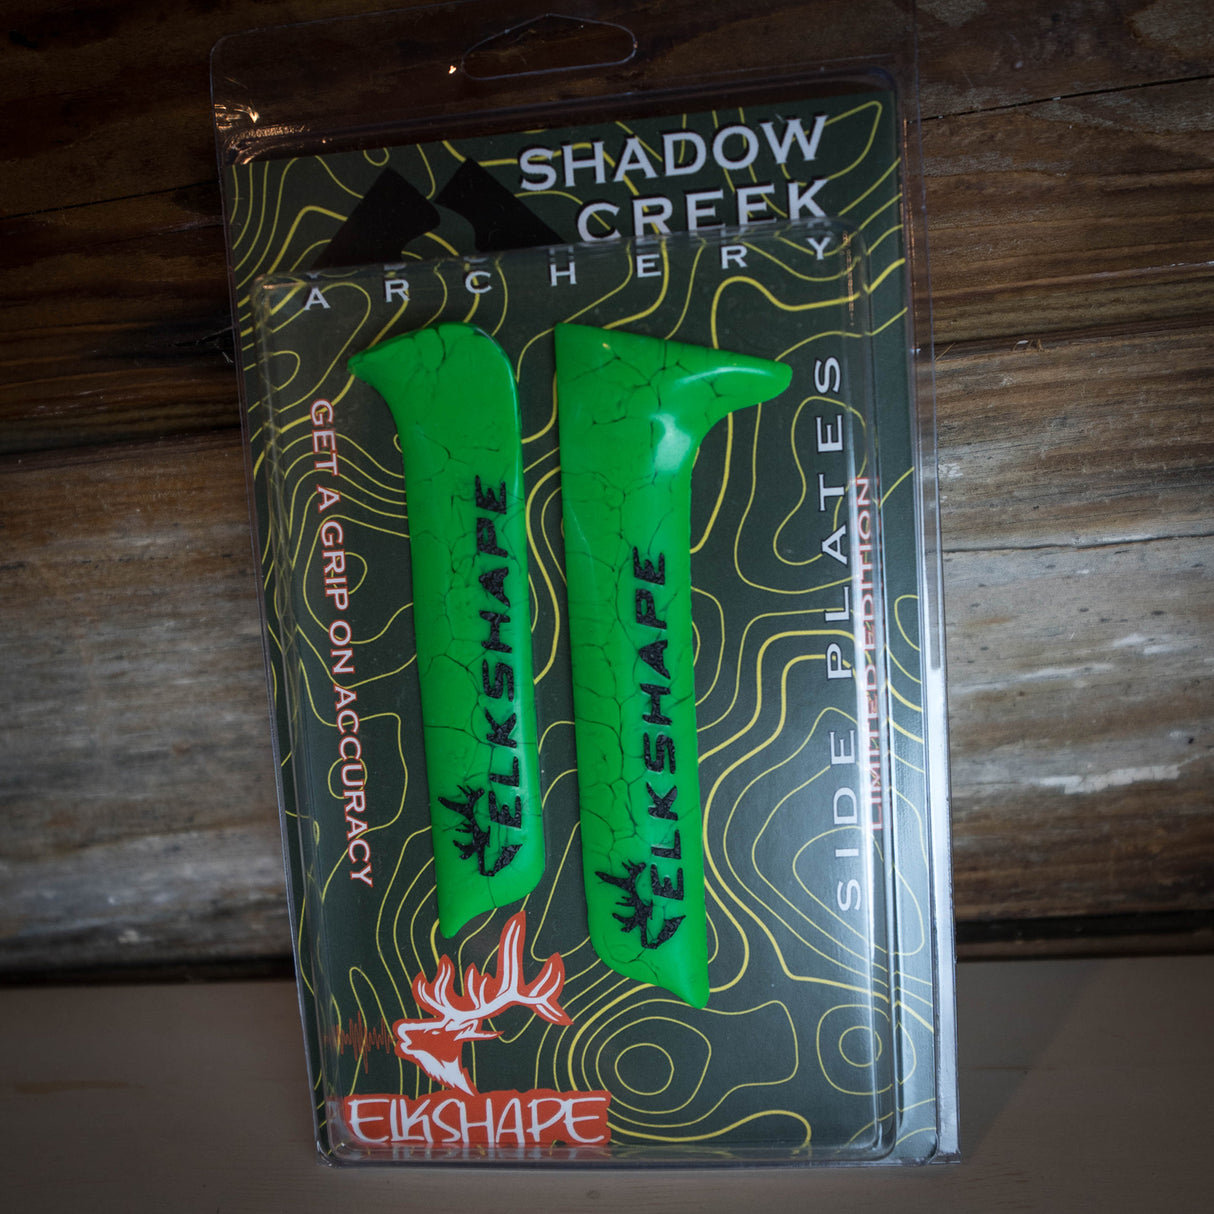 SHADOW
CREEK
ARCHERY
GET A GRIP ON ACCURACY
ELKSHAPE
ELKSHAPE
SIDE PLATES
LIMITED EDITION
ELKSHAPE